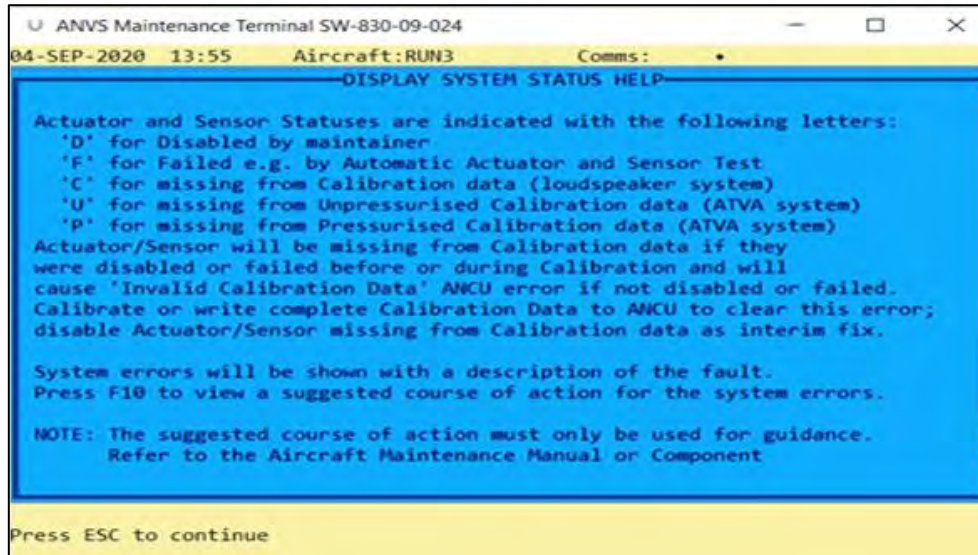 ANVS Maintenance Terminal SW-830-09-024
04-SEP-2020 13:55 Aircraft:RUN3 Comms:
DISPLAY SYSTEM STATUS HELP
Actuator and Sensor Statuses are indicated with the following letters:
'D' for Disabled by maintainer
'F' for Failed e.g. by Automatic Actuator and Sensor Test
'C' for missing from Calibration data (loudspeaker system)
'U' for missing from Unpressurised Calibration data (ATVA system)
'P' for missing from Pressurised Calibration data (ATVA system)
Actuator/Sensor will be missing from Calibration data if they
were disabled or failed before or during Calibration and will
cause 'Invalid Calibration Data' ANCU error if not disabled or failed.
Calibrate or write complete Calibration Data to ANCU to clear this error;
disable Actuator/Sensor missing from Calibration data as interim fix.
System errors will be shown with a description of the fault.
Press F10 to view a suggested course of action for the system errors.
NOTE: The suggested course of action must only be used for guidance.
Refer to the Aircraft Maintenance Manual or Component
Press ESC to continue